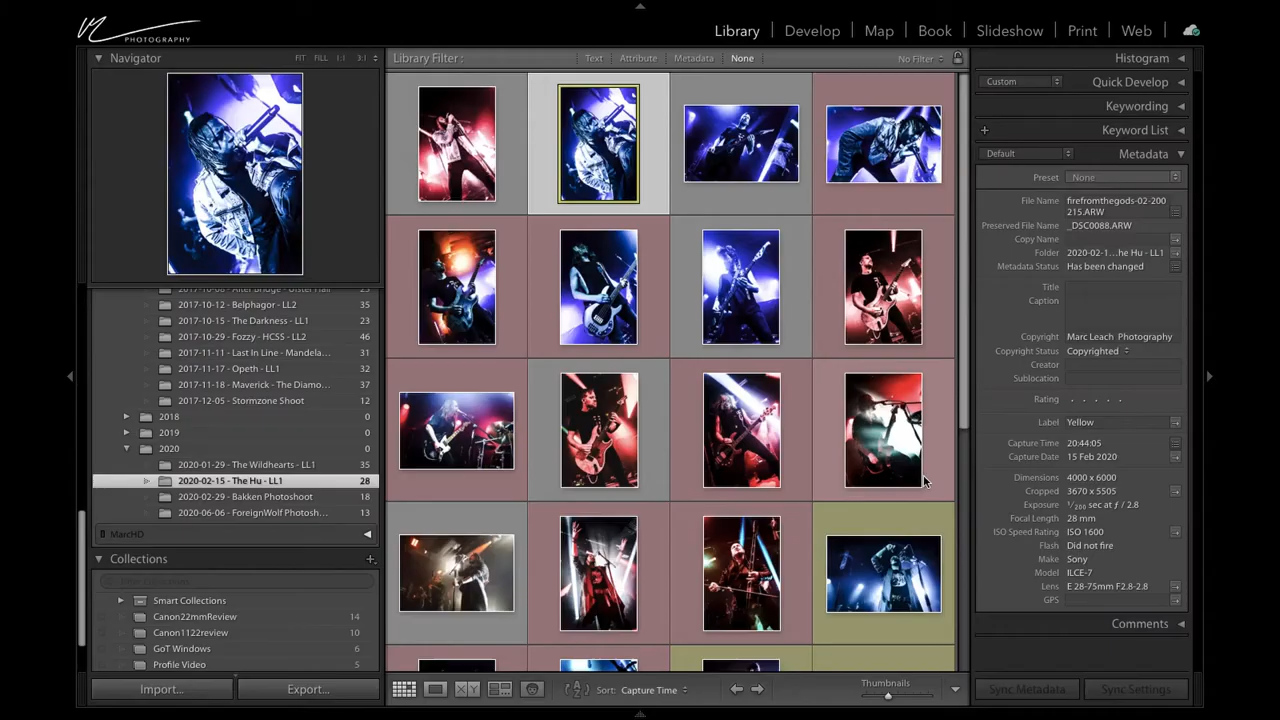 PHOTOGRAPHY
Library
Develop
Map
Book
Slideshow
Print
Web
Navigator
FIT
FILL
1:1
3:1
Library Filter :
Text
Attribute
Metadata
None
No Filter
Histogram
Custom
Quick Develop
Keywording
Keyword List
Default
Metadata
Preset
None
File Name
firefromthegods-02-200
215.ARW
Preserved File Name
_DSC0088.ARW
Copy Name
Folder
2020-02-1...he Hu - LL1
Metadata Status
Has been changed
Title
Caption
Copyright
Marc Leach Photography
Copyright Status
Copyrighted
Creator
Sublocation
Rating
Label
Yellow
Capture Time
20:44:05
Capture Date
15 Feb 2020
Dimensions
4000 x 6000
Cropped
3670 x 5505
Exposure
1/200 sec at ƒ / 2.8
Focal Length
28 mm
ISO Speed Rating
ISO 1600
Flash
Did not fire
Make
Sony
Model
ILCE-7
Lens
E 28-75mm F2.8-2.8
GPS
Comments
2017-10-12 - Belphagor - LL2 35
2017-10-15 - The Darkness - LL1 23
2017-10-29 - Fozzy - HCSS - LL2 46
2017-11-11 - Last In Line - Mandela... 31
2017-11-17 - Opeth - LL1 32
2017-11-18 - Maverick - The Diamo... 37
2017-12-05 - Stormzone Shoot 12
2018 0
2019 0
2020 0
2020-01-29 - The Wildhearts - LL1 35
2020-02-15 - The Hu - LL1 28
2020-02-29 - Bakken Photoshoot 18
2020-06-06 - ForeignWolf Photosh... 13
MarcHD
Collections
Smart Collections
Canon22mmReview 14
Canon1122review 10
GoT Windows 6
Profile Video 5
Import...
Export...
Sort: Capture Time
Thumbnails
Sync Metadata
Sync Settings